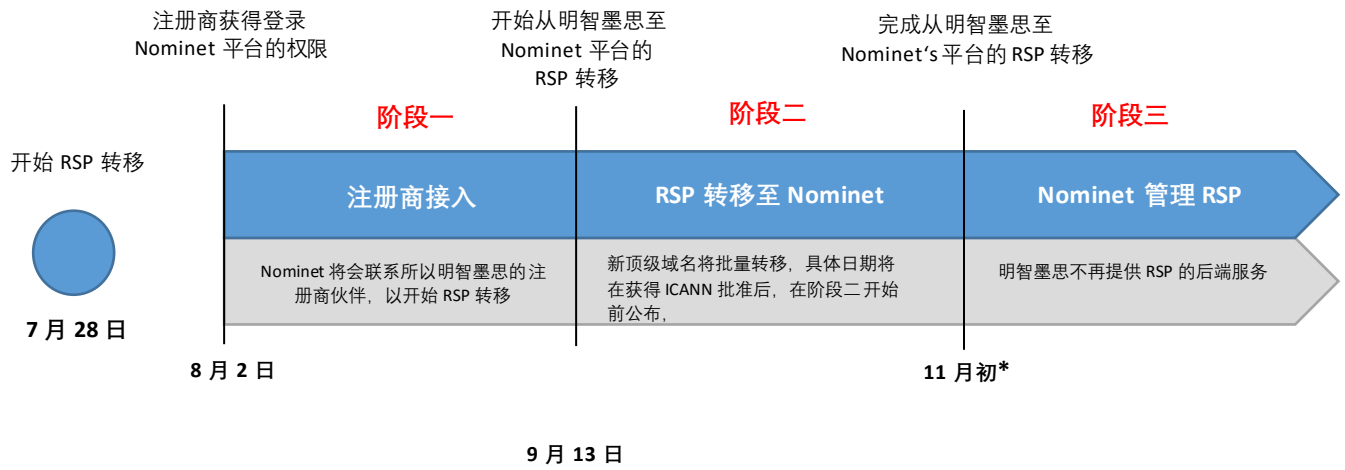 注册商获得登录
Nominet 平台的权限
开始从明智墨思至
Nominet 平台的
RSP 转移
完成从明智墨思至
Nominet‘s 平台的 RSP 转移
阶段一
阶段二
阶段三
开始 RSP 转移
注册商接入
RSP 转移至 Nominet
Nominet 管理 RSP
Nominet 将会联系所以明智墨思的注
册商伙伴，以开始 RSP 转移
新顶级域名将批量转移，具体日期将
在获得 ICANN 批准后，在阶段二开始
前公布，
明智墨思不再提供 RSP 的后端服务
7 月 28 日
8 月 2 日
11 月初*
9 月 13 日